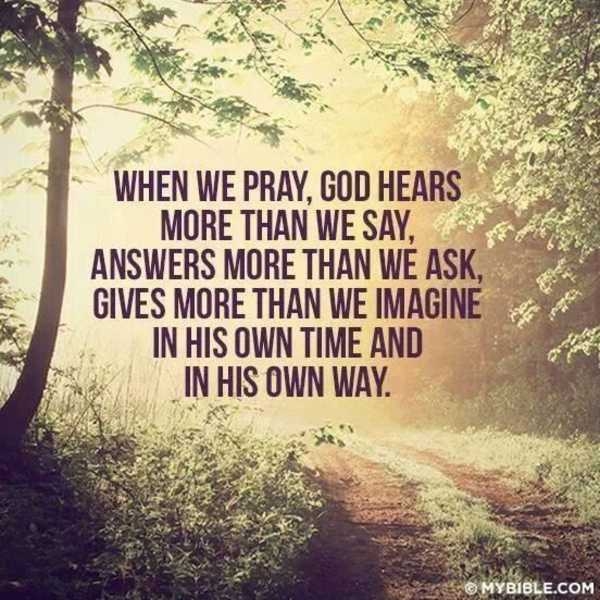 WHEN WE PRAY, GOD HEARS
MORE THAN WE SAY,
ANSWERS MORE THAN WE ASK,
GIVES MORE THAN WE IMAGINE
IN HIS OWN TIME AND
IN HIS OWN WAY.
© MYBIBLE.COM